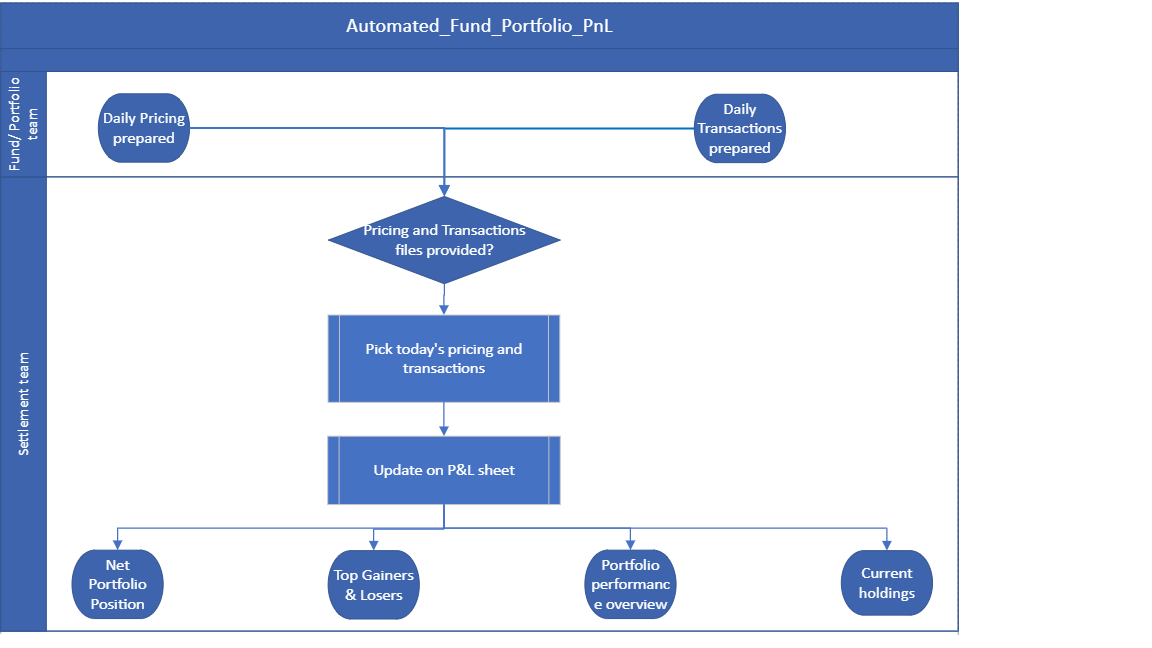 Automated_Fund_Portfolio_PnL
Fund/ Portfolio
team
Daily Pricing
prepared
Daily
Transactions
prepared
Settlement team
Pricing and Transactions
files provided?
Pick today's pricing and
transactions
Update on P&L sheet
Net
Portfolio
Position
Top Gainers
& Losers
Portfolio
performanc
e overview
Current
holdings